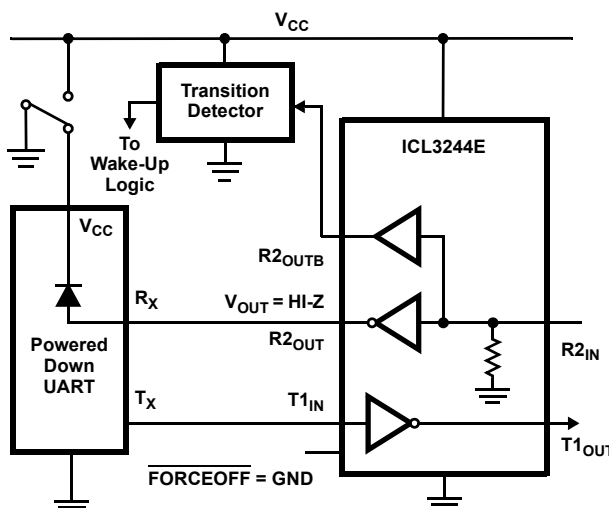 VCC
Transition
Detector
To
Wake-Up
Logic
ICL3244E
VCC
R2OUTB
RX
VOUT = HI-Z
R2OUT
R2IN
Powered
Down
UART
TX
T1IN
T1OUT
FORCEOFF = GND